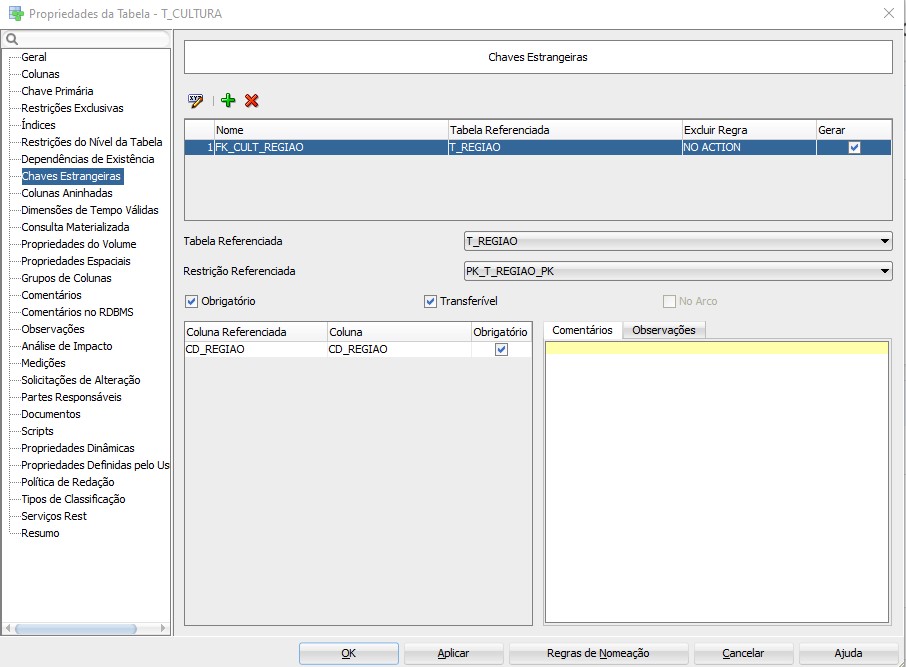 Propriedades da Tabela - T_CULTURA
Geral
Colunas
Chave Primária
Restrições Exclusivas
Índices
Restrições do Nível da Tabela
Dependências de Existência
Chaves Estrangeiras
Colunas Aninhadas
Dimensões de Tempo Válidas
Consulta Materializada
Propriedades do Volume
Propriedades Espaciais
Grupos de Colunas
Comentários
Comentários no RDBMS
Observações
Análise de Impacto
Medições
Solicitações de Alteração
Partes Responsáveis
Documentos
Scripts
Propriedades Dinâmicas
Propriedades Definidas pelo Us
Política de Redação
Tipos de Classificação
Serviços Rest
Resumo
Chaves Estrangeiras
Nome Tabela Referenciada Excluir Regra Gerar
1 FK_CULT_REGIAO T_REGIAO NO ACTION
Tabela Referenciada T_REGIAO
Restrição Referenciada PK_T_REGIAO_PK
Obrigatório Transferível No Arco
Coluna Referenciada Coluna Obrigatório
CD_REGIAO CD_REGIAO
Comentários Observações
OK Aplicar Regras de Nomeação Cancelar Ajuda